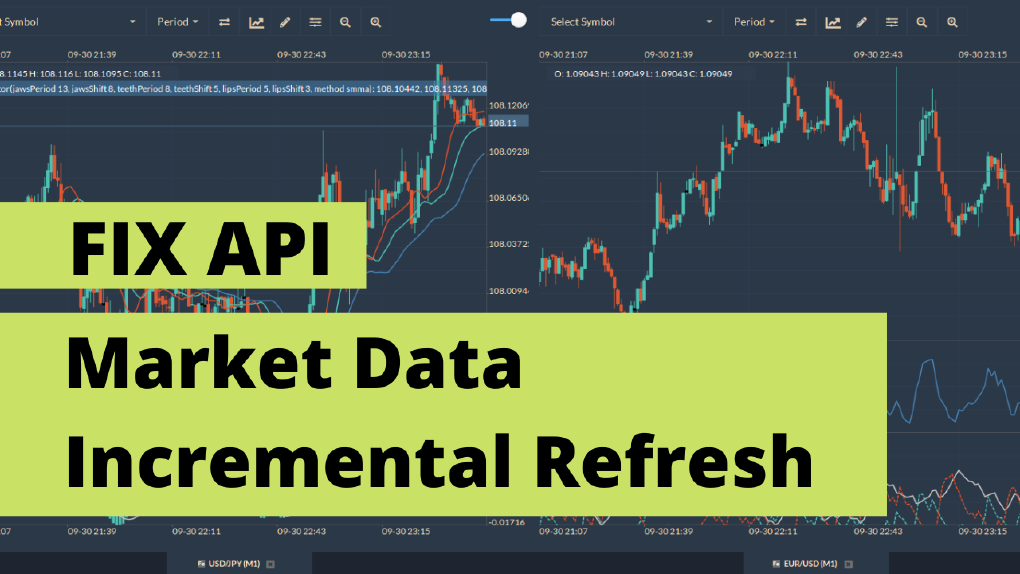 t Symbol
Period
Select Symbol
Period
:07 09-30 21:39 09-30 22:11 09-30 22:43 09-30 23:15
09-30 21:07 09-30 21:39 09-30 22:11 09-30 22:43 09-30 23:15
8.1145 H: 108.116 L: 108.1095 C: 108.11
O: 1.09043 H: 1.09049 L: 1.09043 C: 1.09049
tor(jawsPeriod 13, jawsShift 8, teethPeriod 8, teethShift 5, lipsPeriod 5, lipsShift 3, method smma): 108.10442, 108.11325, 108
108.1206
108.11
108.0928
108.0650
108.0372
108.0094
FIX API
Market Data
Incremental Refresh
-0.01716
:07 09-30 21:39 09-30 22:11 09-30 22:43 09-30 23:15
09-30 21:07 09-30 21:39 09-30 22:11 09-30 22:43 09-30 23:15
USD/JPY (M1)
EUR/USD (M1)